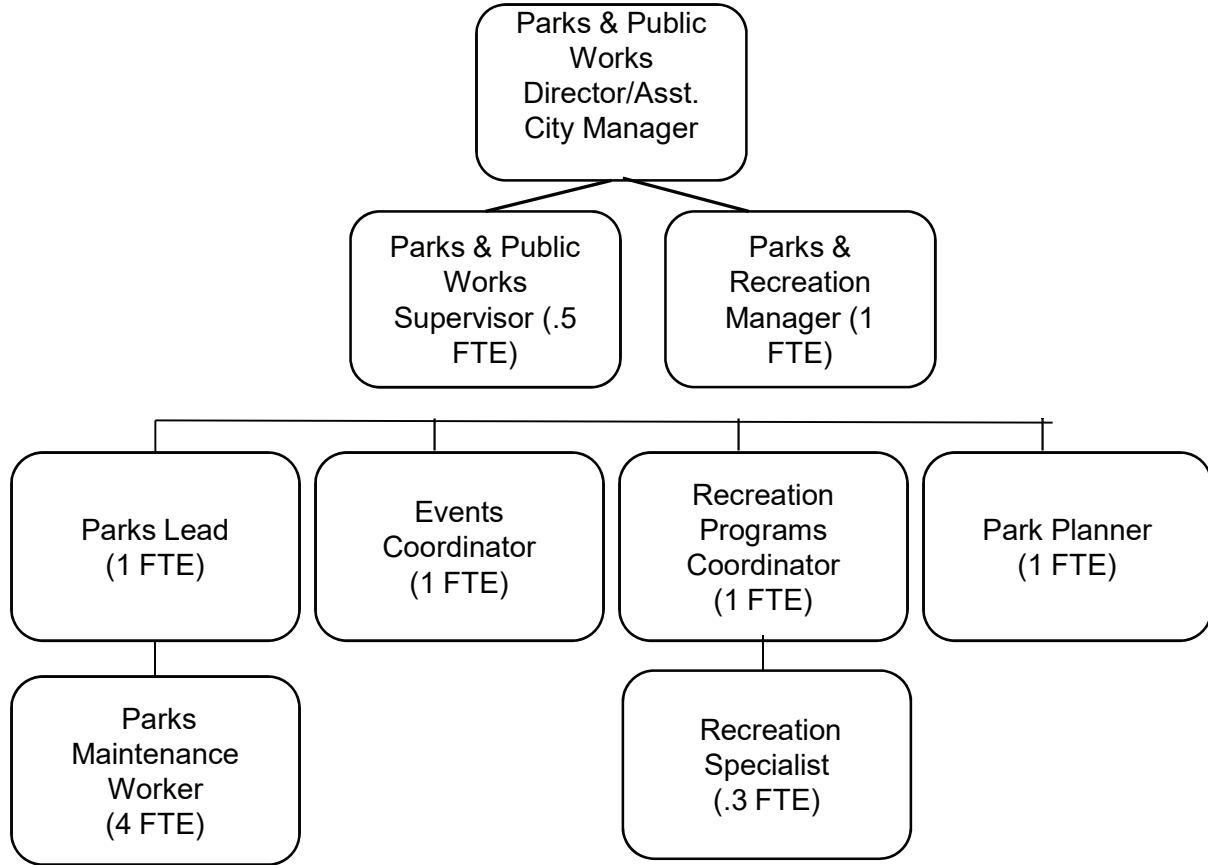 Parks & Public
Works
Director/Asst.
City Manager
Parks & Public
Works
Supervisor (.5
FTE)
Parks &
Recreation
Manager (1
FTE)
Parks Lead
(1 FTE)
Events
Coordinator
(1 FTE)
Recreation
Programs
Coordinator
(1 FTE)
Park Planner
(1 FTE)
Parks
Maintenance
Worker
(4 FTE)
Recreation
Specialist
(.3 FTE)